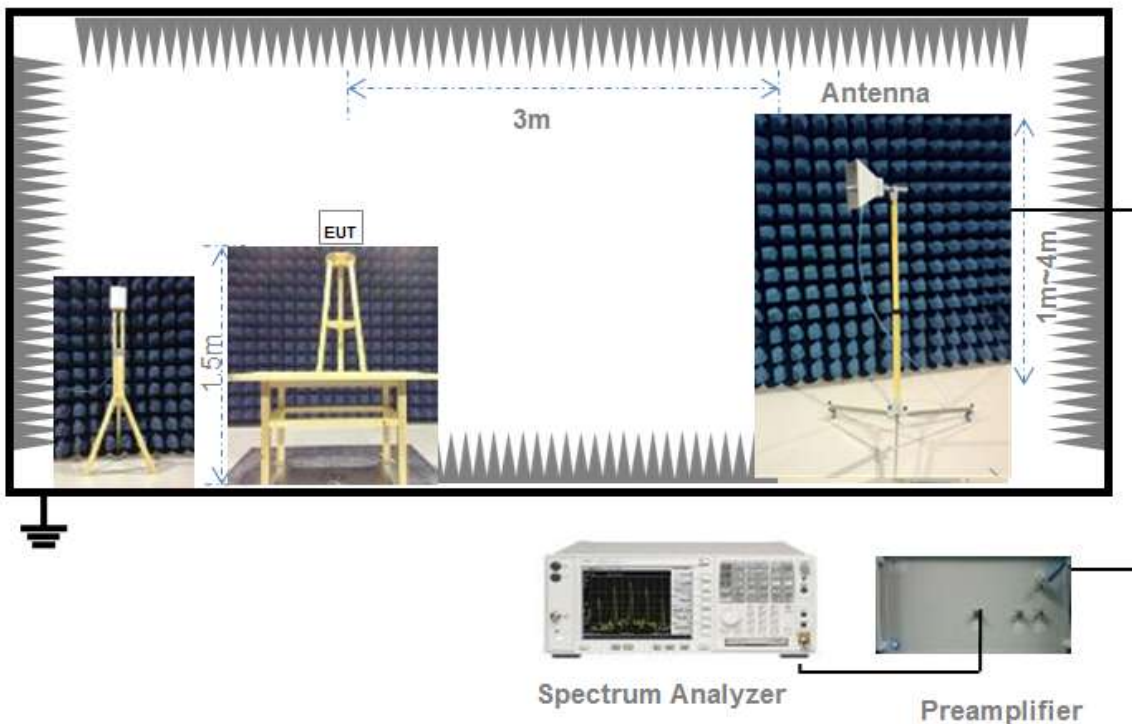 Antenna
3m
EUT
1.5m
1m~4m
Spectrum Analyzer
Preamplifier